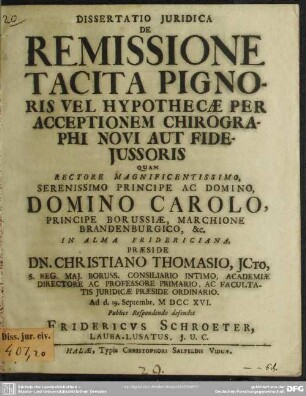 20
DISSERTATIO JURIDICA
DE
REMISSIONE
TACITA PIGNO-
RIS VEL HYPOTHECÆ PER
ACCEPTIONEM CHIROGRA-
PHI NOVI AUT FIDE-
JUSSORIS
QUAM
RECTORE MAGNIFICENTISSIMO,
SERENISSIMO PRINCIPE AC DOMINO,
DOMINO CAROLO,
PRINCIPE BORUSSIÆ, MARCHIONE
BRANDENBURGICO, &c.
IN ALMA FRIDERICIANA,
PRÆSIDE
DN. CHRISTIANO THOMASIO, JCTO,
S. REG. MAJ. BORUSS. CONSILIARIO INTIMO, ACADEMIÆ
DIRECTORE AC PROFESSORE PRIMARIO, AC FACULTA-
TIS JURIDICÆ PRÆSIDE ORDINARIO.
Ad d. 19. Septembr. M DCC XVI.
Publice Respondendo defendet
FRIDERICVS SCHROETER,
LAUBA-LUSATUS, J. U. C.
HALÆ, Typis CHRISTOPHORI SALFELDII VIDUÆ.
Diss. jur. civ.
407,20